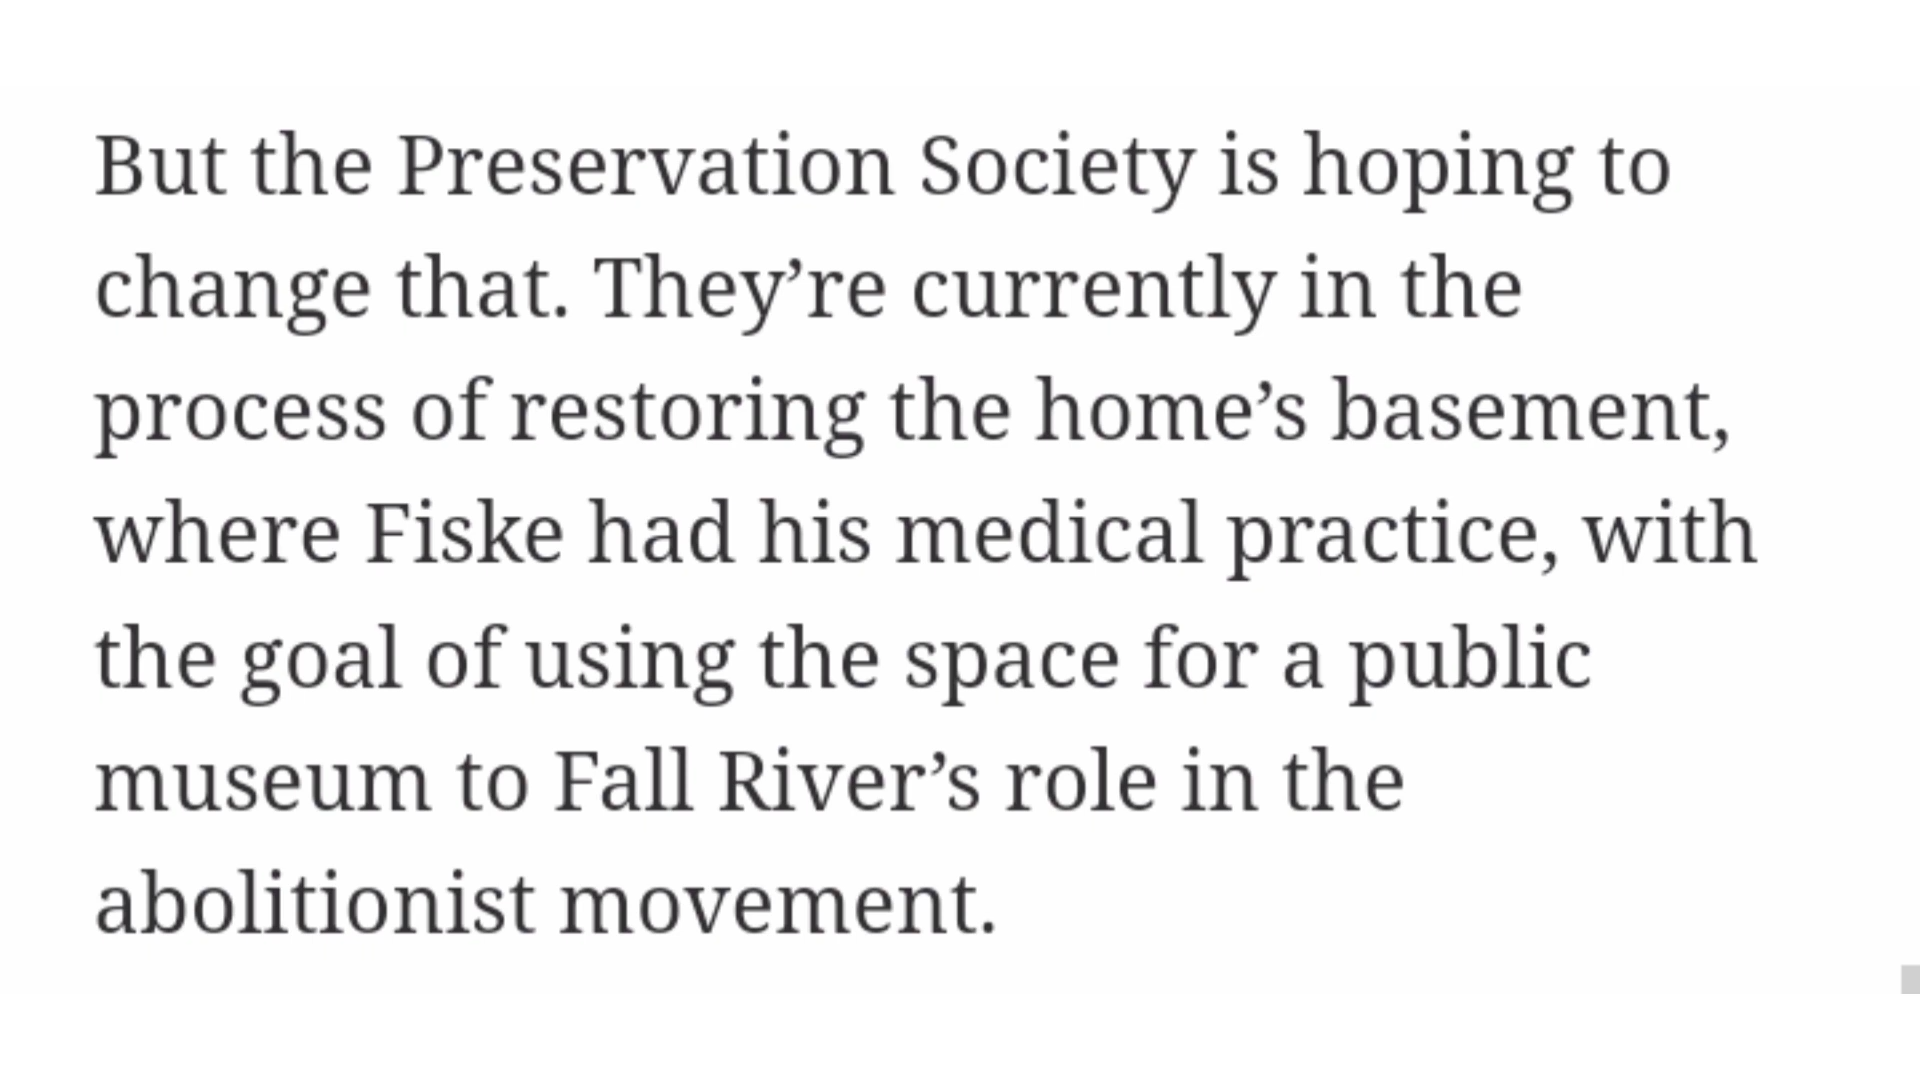 But the Preservation Society is hoping to
change that. They’re currently in the
process of restoring the home’s basement,
where Fiske had his medical practice, with
the goal of using the space for a public
museum to Fall River’s role in the
abolitionist movement.